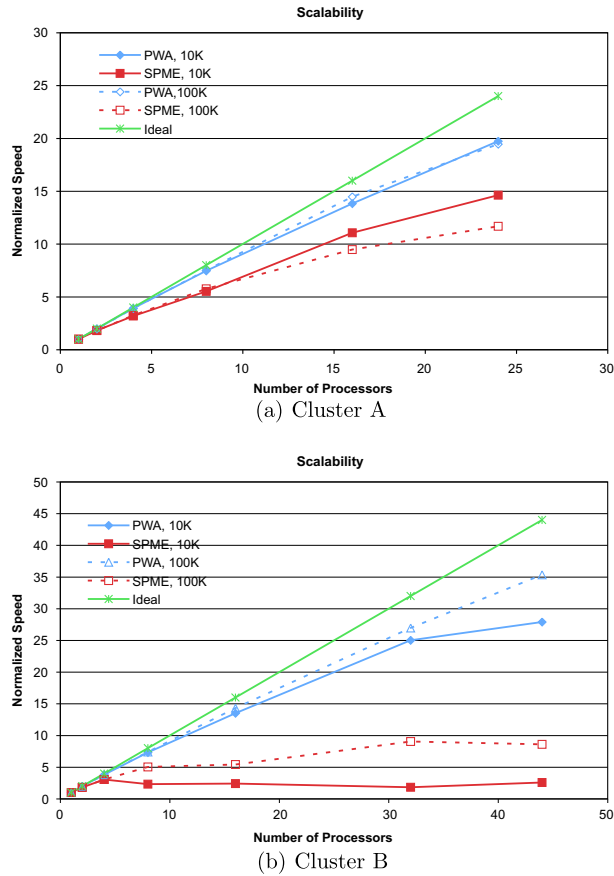 Scalability
30
25
20
15
10
5
0
PWA, 10K
SPME, 10K
PWA,100K
SPME, 100K
Ideal
Normalized Speed
0 5 10 15 20 25 30
Number of Processors
(a) Cluster A
Scalability
50
45
40
35
30
25
20
15
10
5
0
PWA, 10K
SPME, 10K
PWA, 100K
SPME, 100K
Ideal
Normalized Speed
0 10 20 30 40 50
Number of Processors
(b) Cluster B